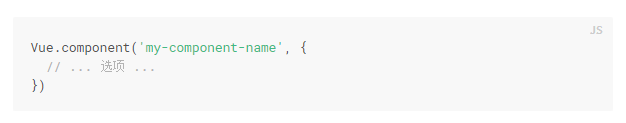 JS
Vue.component('my-component-name', {
  // ... 选项 ...
})